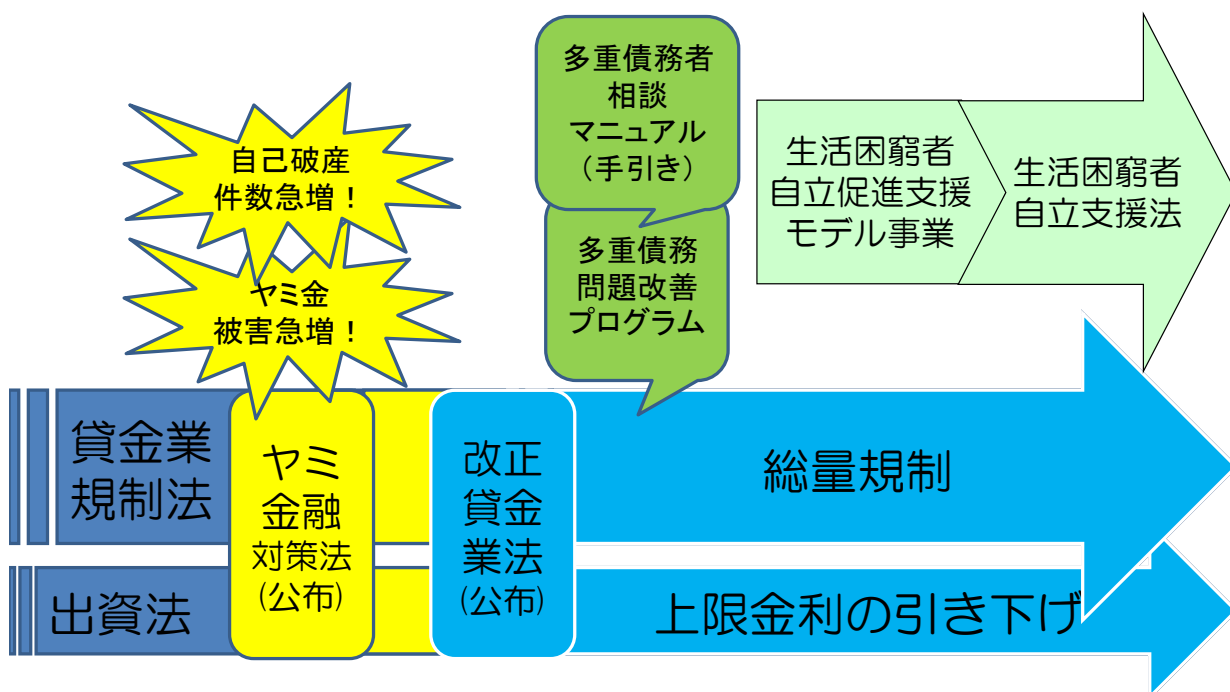 自己破産
件数急増！
ヤミ金
被害急増！
多重債務者
相談
マニュアル
（手引き）
多重債務
問題改善
プログラム
生活困窮者
自立促進支援
モデル事業
生活困窮者
自立支援法
貸金業
規制法
ヤミ
金融
対策法
(公布)
改正
貸金
業法
(公布)
総量規制
出資法
上限金利の引き下げ